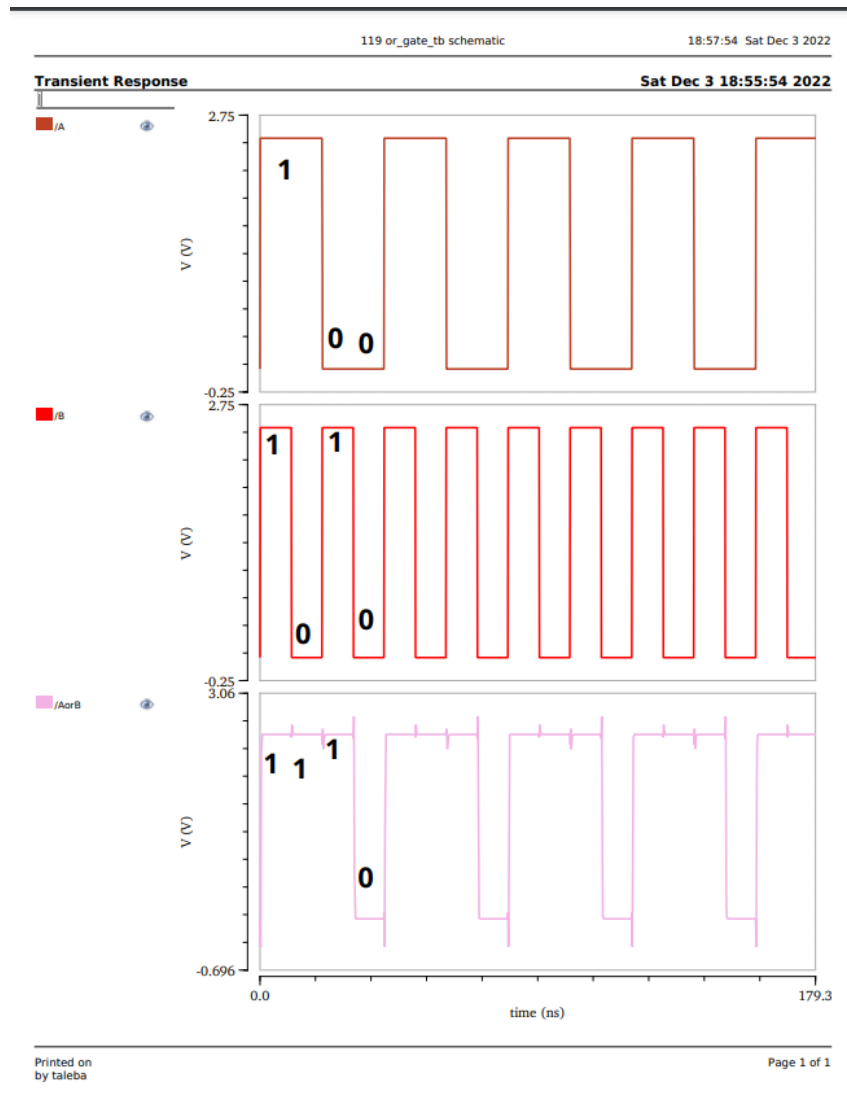 119 or_gate_tb schematic 18:57:54 Sat Dec 3 2022
Transient Response Sat Dec 3 18:55:54 2022
/A
2.75
1
V (V)
0 0
-0.25
/B
2.75
1 1
V (V)
0 0
-0.25
/AorB
3.06
1 1 1
V (V)
0
-0.696
0.0 179.3
time (ns)
Printed on
by taleba
Page 1 of 1